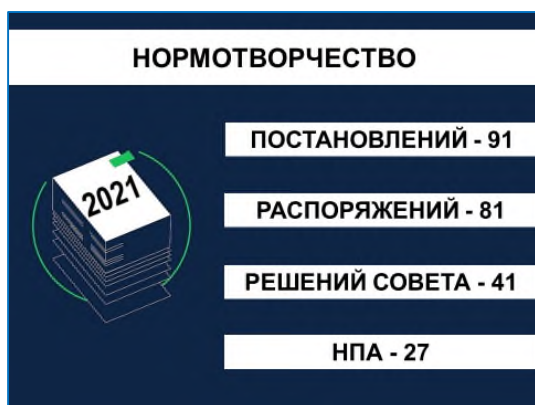 НОРМОТВОРЧЕСТВО
2021
ПОСТАНОВЛЕНИЙ - 91
РАСПОРЯЖЕНИЙ - 81
РЕШЕНИЙ СОВЕТА - 41
НПА - 27